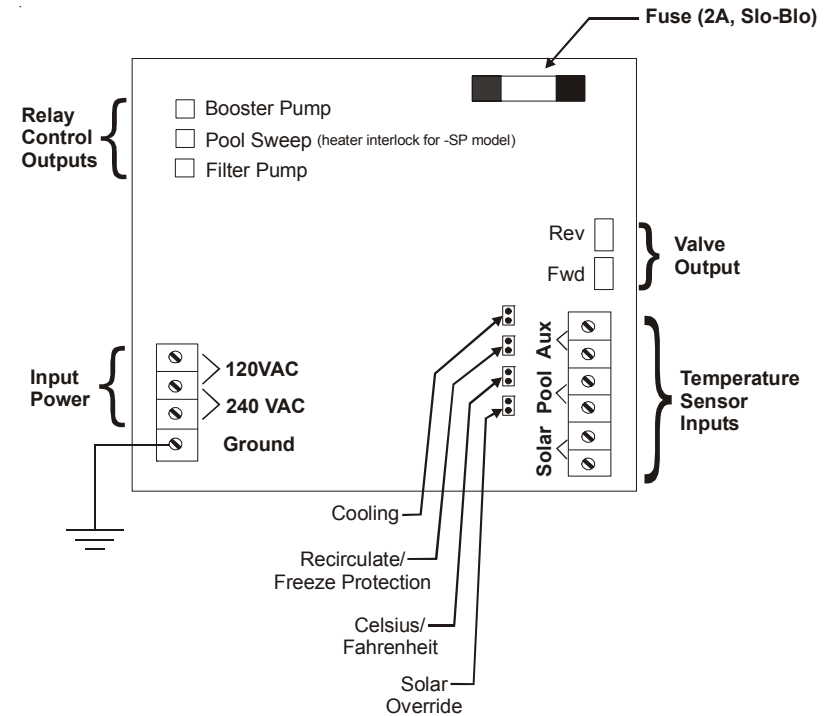 Fuse (2A, Slo-Blo)
Relay
Control
Outputs
Booster Pump
Pool Sweep (heater interlock for -SP model)
Filter Pump
Rev
Fwd
Valve
Output
Aux
Pool
Solar
Temperature
Sensor
Inputs
Input
Power
120VAC
240 VAC
Ground
Cooling
Recirculate/
Freeze Protection
Celsius/
Fahrenheit
Solar
Override